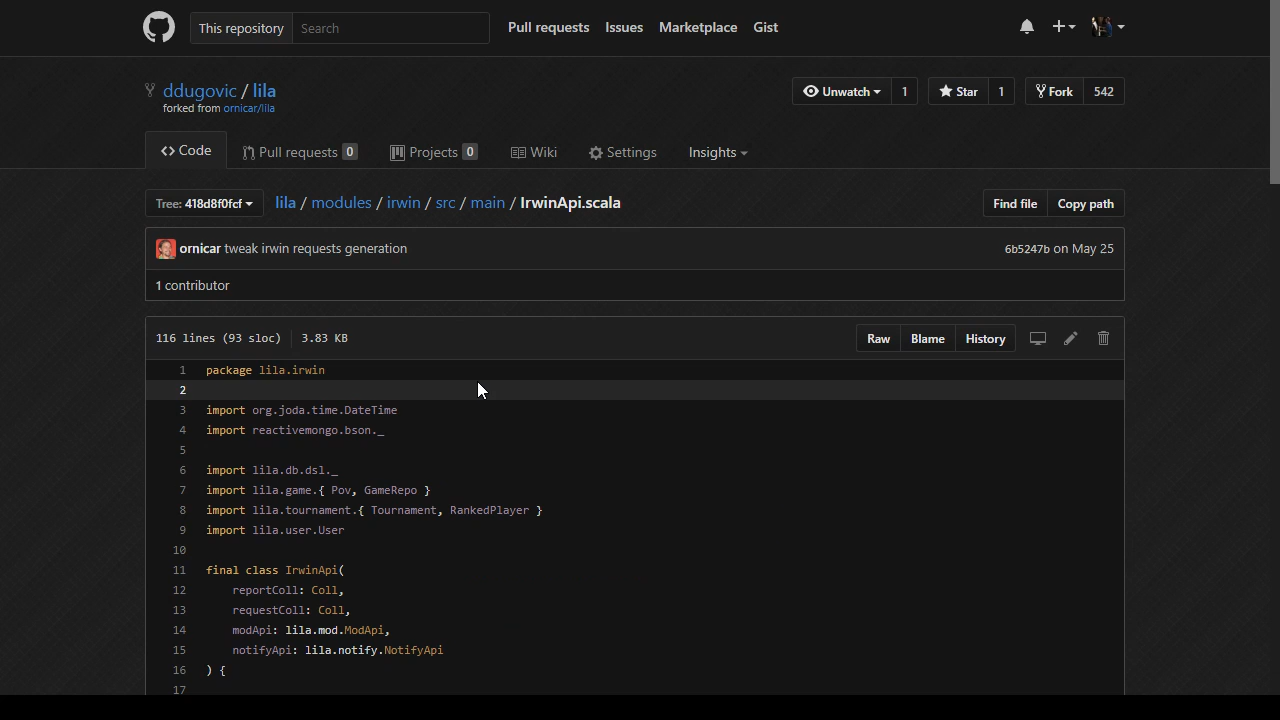 This repository Search Pull requests Issues Marketplace Gist
ddugovic / lila Unwatch 1 Star 1 Fork 542
forked from ornicar/lila
<> Code Pull requests 0 Projects 0 Wiki Settings Insights
Tree: 418d8f0fcf lila / modules / irwin / src / main / IrwinApi.scala Find file Copy path
ornicar tweak irwin requests generation 6b5247b on May 25
1 contributor
116 lines (93 sloc) 3.83 KB Raw Blame History
1 package lila.irwin
2
3 import org.joda.time.DateTime
4 import reactivemongo.bson._
5
6 import lila.db.dsl._
7 import lila.game.{ Pov, GameRepo }
8 import lila.tournament.{ Tournament, RankedPlayer }
9 import lila.user.User
10
11 final class IrwinApi(
12 reportColl: Coll,
13 requestColl: Coll,
14 modApi: lila.mod.ModApi,
15 notifyApi: lila.notify.NotifyApi
16 ) {
17